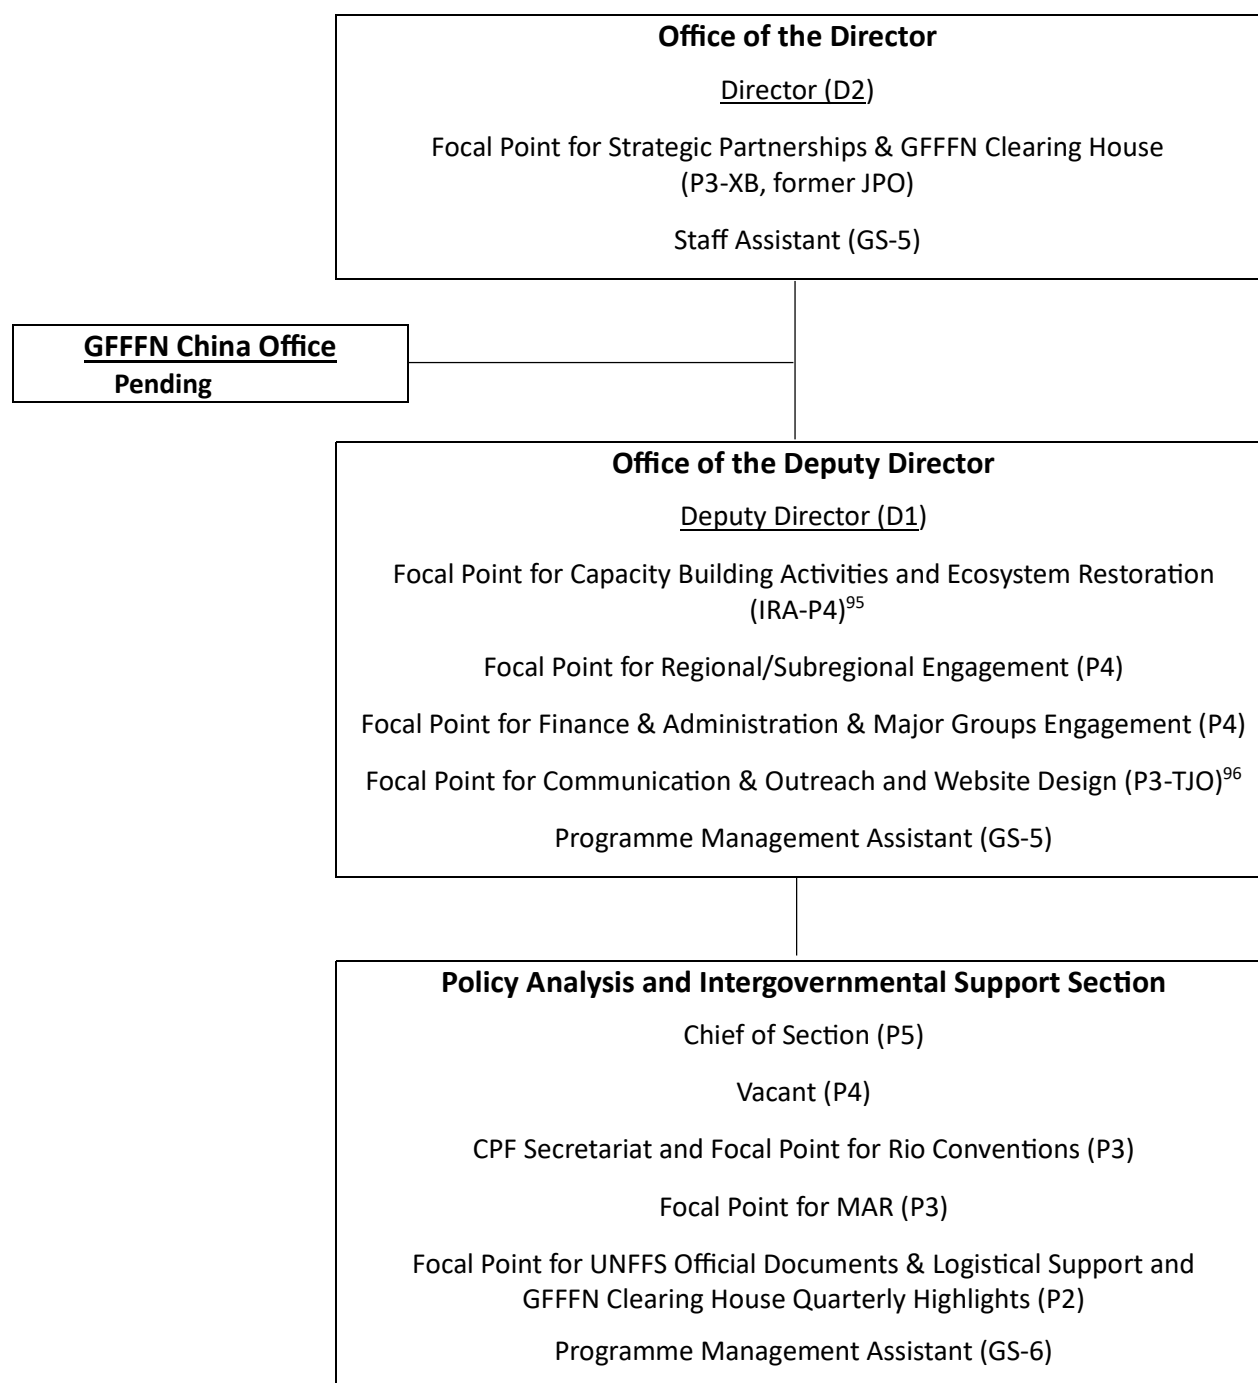 Office of the Director
Director (D2)
Focal Point for Strategic Partnerships & GFFFN Clearing House
(P3-XB, former JPO)
Staff Assistant (GS-5)
GFFFN China Office
Pending
Office of the Deputy Director
Deputy Director (D1)
Focal Point for Capacity Building Activities and Ecosystem Restoration
(IRA-P4)95
Focal Point for Regional/Subregional Engagement (P4)
Focal Point for Finance & Administration & Major Groups Engagement (P4)
Focal Point for Communication & Outreach and Website Design (P3-TJO)96
Programme Management Assistant (GS-5)
Policy Analysis and Intergovernmental Support Section
Chief of Section (P5)
Vacant (P4)
CPF Secretariat and Focal Point for Rio Conventions (P3)
Focal Point for MAR (P3)
Focal Point for UNFFS Official Documents & Logistical Support and
GFFFN Clearing House Quarterly Highlights (P2)
Programme Management Assistant (GS-6)